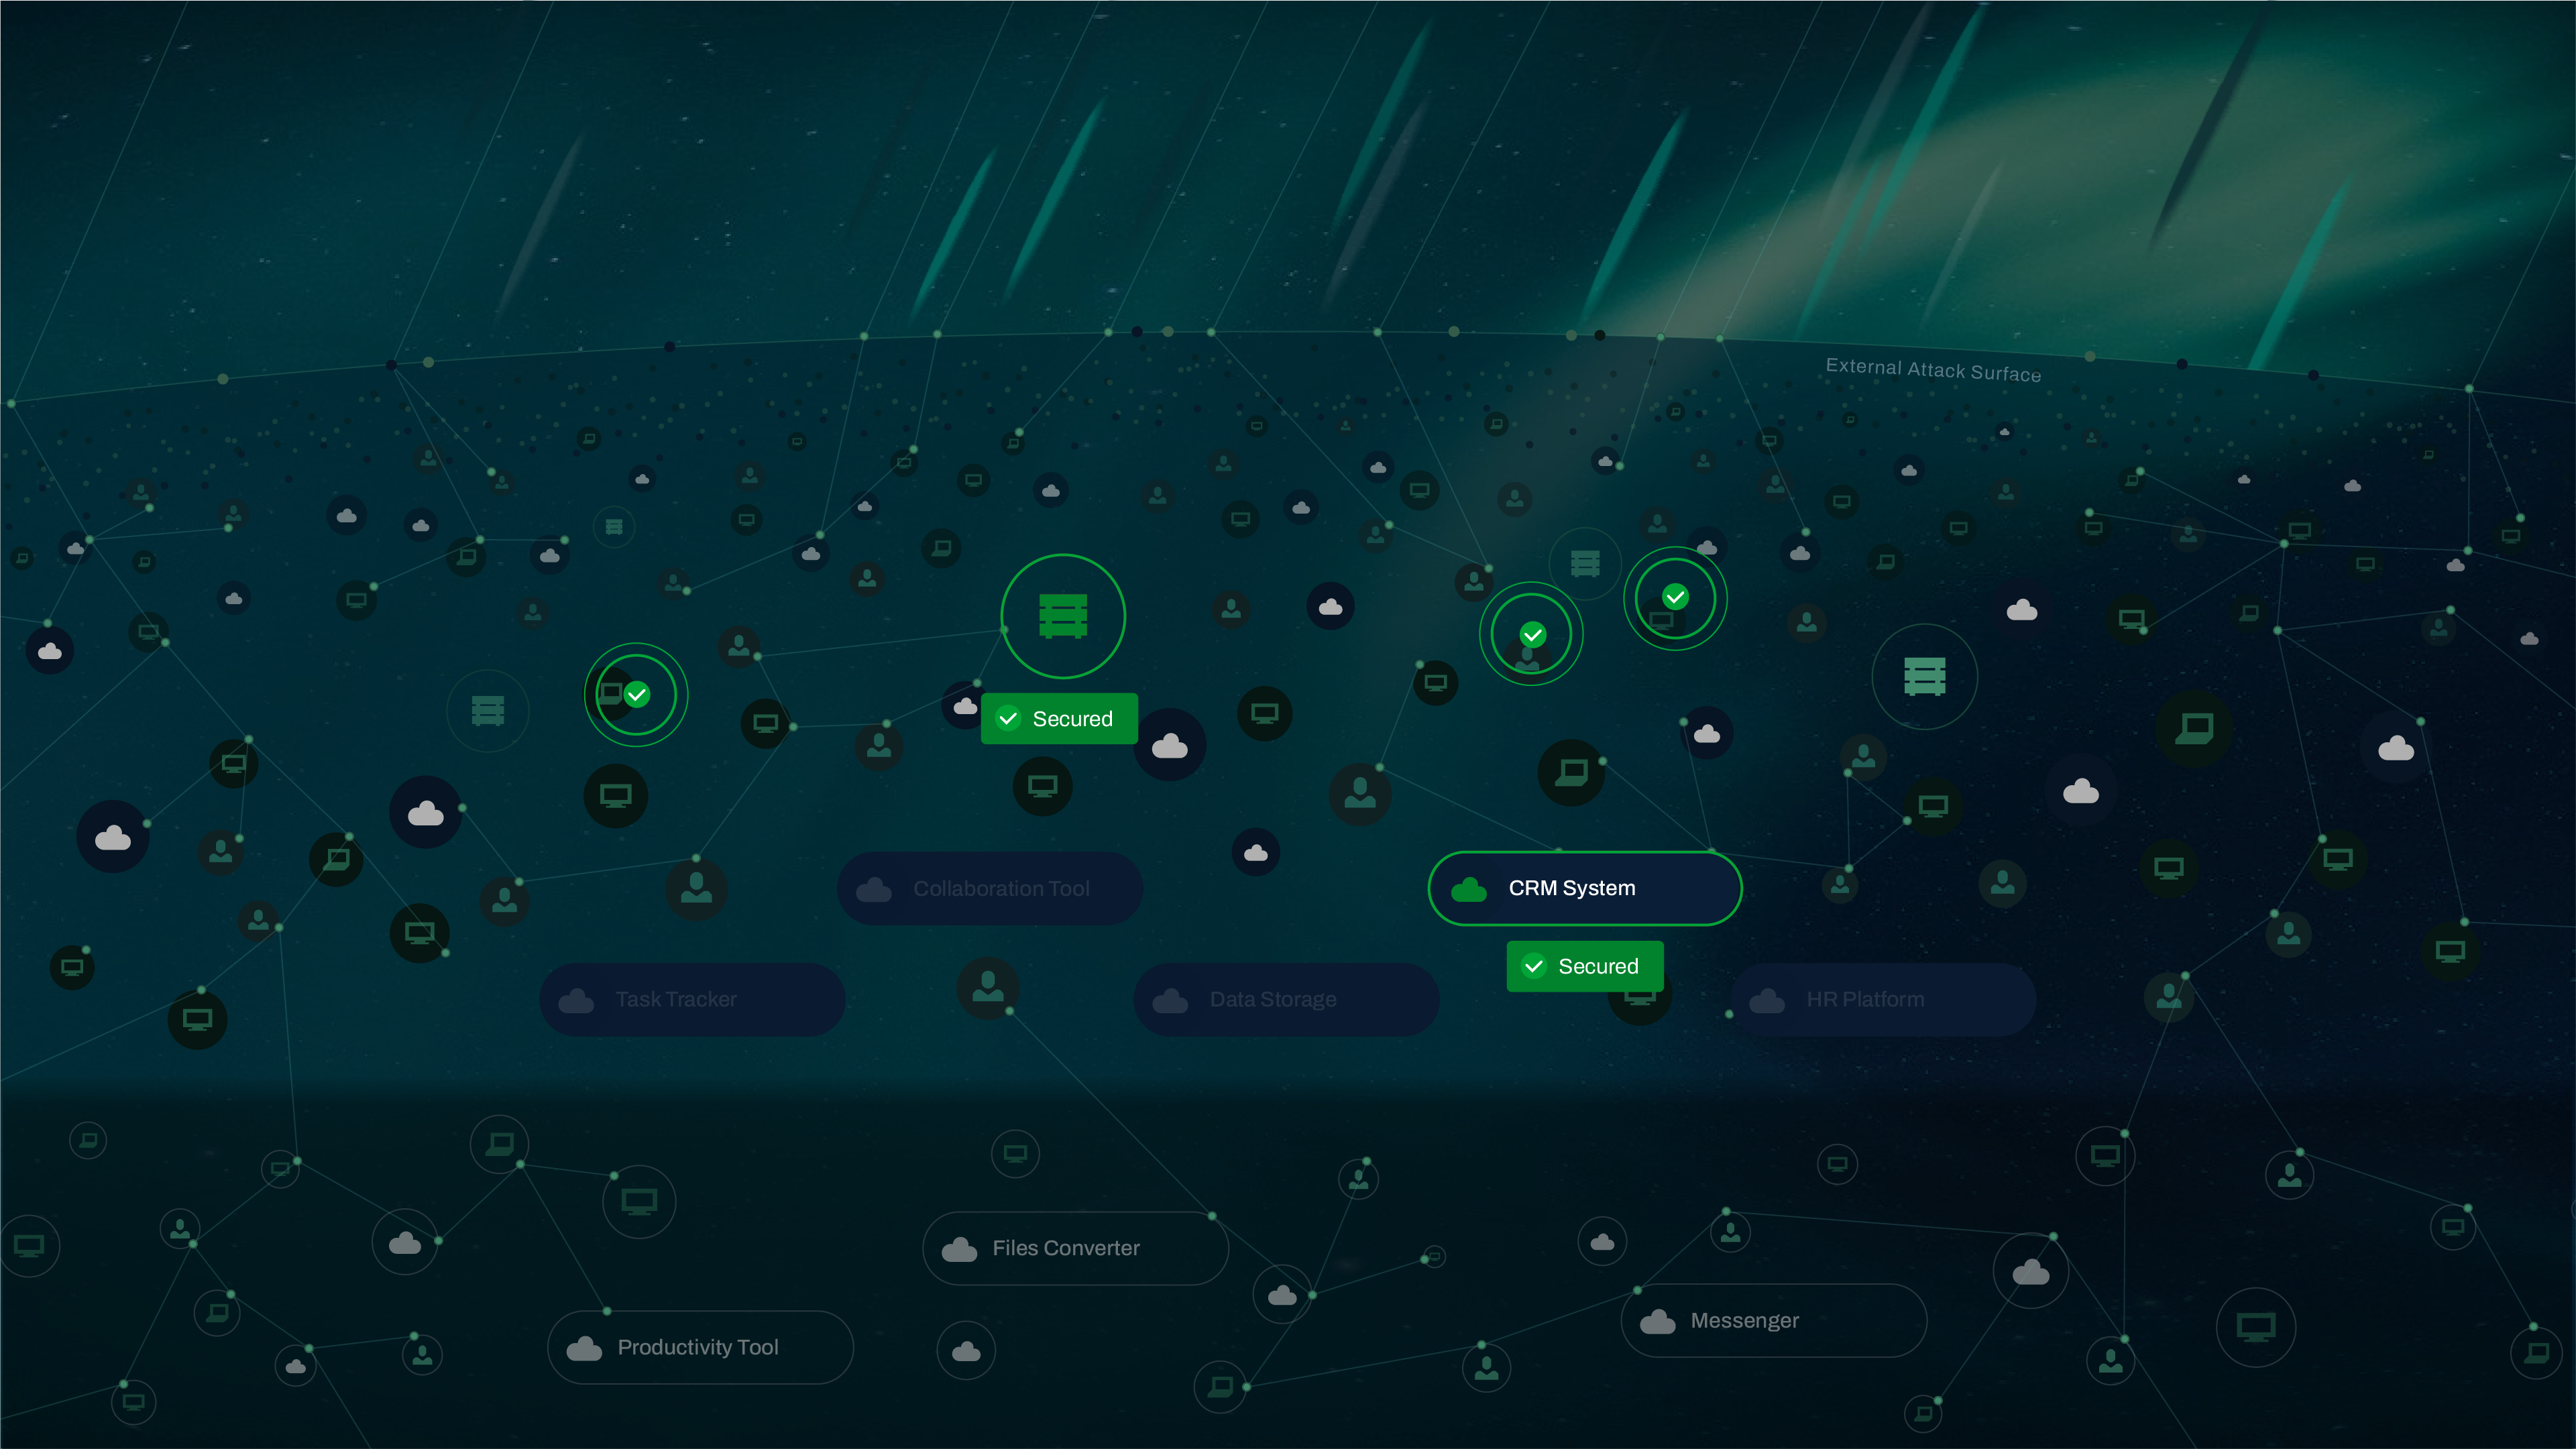 External Attack Surface
Secured
Collaboration Tool
CRM System
Secured
Task Tracker
Data Storage
HR Platform
Files Converter
Messenger
Productivity Tool